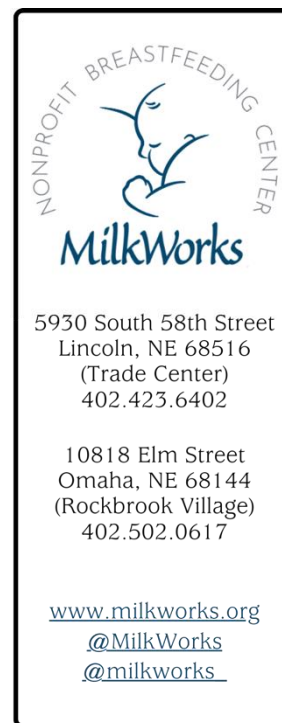 NONPROFIT BREASTFEEDING CENTER
MilkWorks
5930 South 58th Street
Lincoln, NE 68516
(Trade Center)
402.423.6402
10818 Elm Street
Omaha, NE 68144
(Rockbrook Village)
402.502.0617
www.milkworks.org
@MilkWorks
@milkworks_